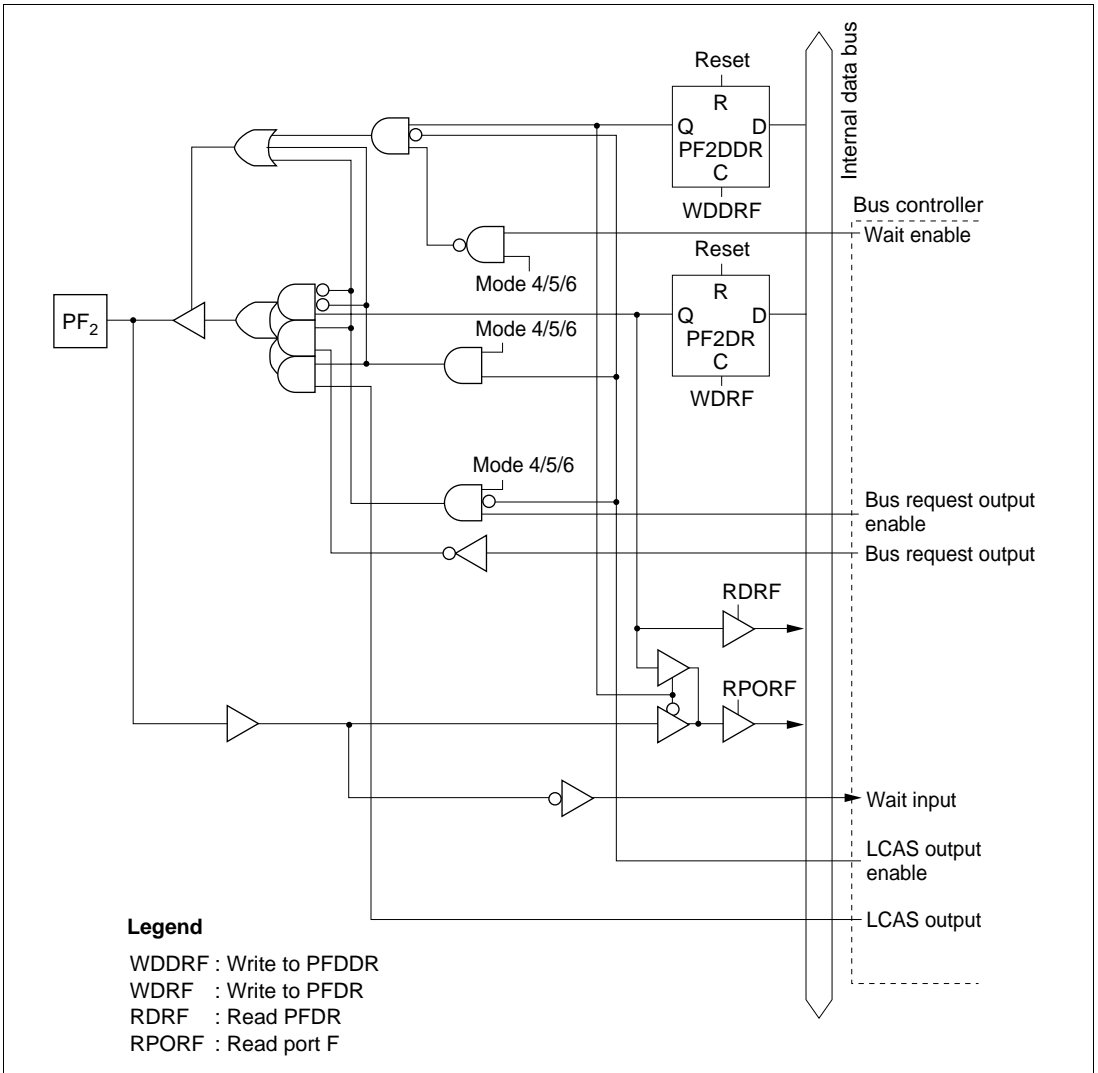 Reset
R
Q D
PF2DDR
C
WDDRF
Internal data bus
Bus controller
Wait enable
Mode 4/5/6
Reset
R
Q D
PF2DR
C
WDRF
PF2
Mode 4/5/6
Mode 4/5/6
Bus request output
enable
Bus request output
RDRF
RPORF
Wait input
LCAS output
enable
LCAS output
Legend
WDDRF : Write to PFDDR
WDRF : Write to PFDR
RDRF : Read PFDR
RPORF : Read port F